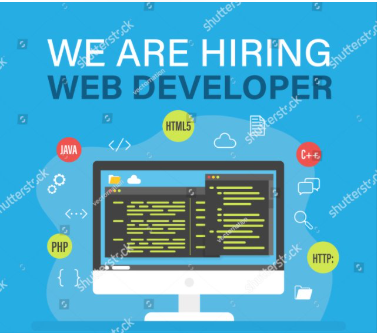 WE ARE HIRING
WEB DEVELOPER
HTML5
JAVA
</>
C++
<··>
PHP
HTTP:
{ }
shutterstock